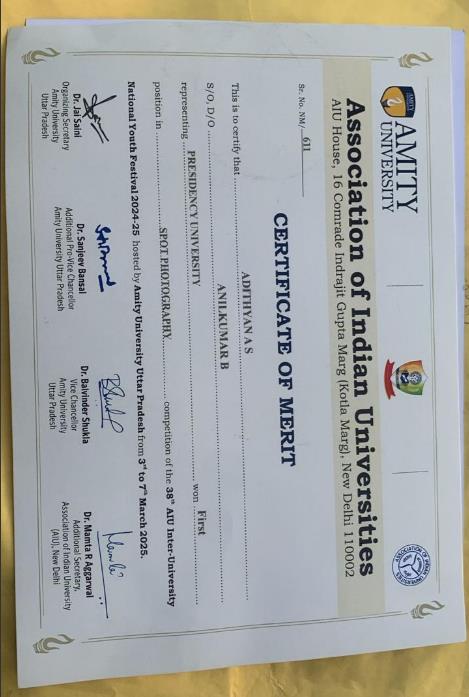 AMITY
UNIVERSITY
Association of Indian Universities
AIU House, 16 Comrade Indrajit Gupta Marg (Kotla Marg), New Delhi 110002
Sr. No. NM/ 611
CERTIFICATE OF MERIT
This is to certify that ADITHYAN A S
S/O, D/O ANILKUMAR B
representing PRESIDENCY UNIVERSITY won First
position in SPOT PHOTOGRAPHY competition of the 38th AIU Inter-University
National Youth Festival 2024-25 hosted by Amity University Uttar Pradesh from 3rd to 7th March 2025.
Dr. Jai Saini
Organizing Secretary
Amity University
Uttar Pradesh
Dr. Sanjeev Bansal
Additional Pro-Vice Chancellor
Amity University Uttar Pradesh
Dr. Balvinder Shukla
Vice Chancellor
Amity University
Uttar Pradesh
Dr. Mamta R Aggarwal
Additional Secretary,
Association of Indian University
(AIU), New Delhi